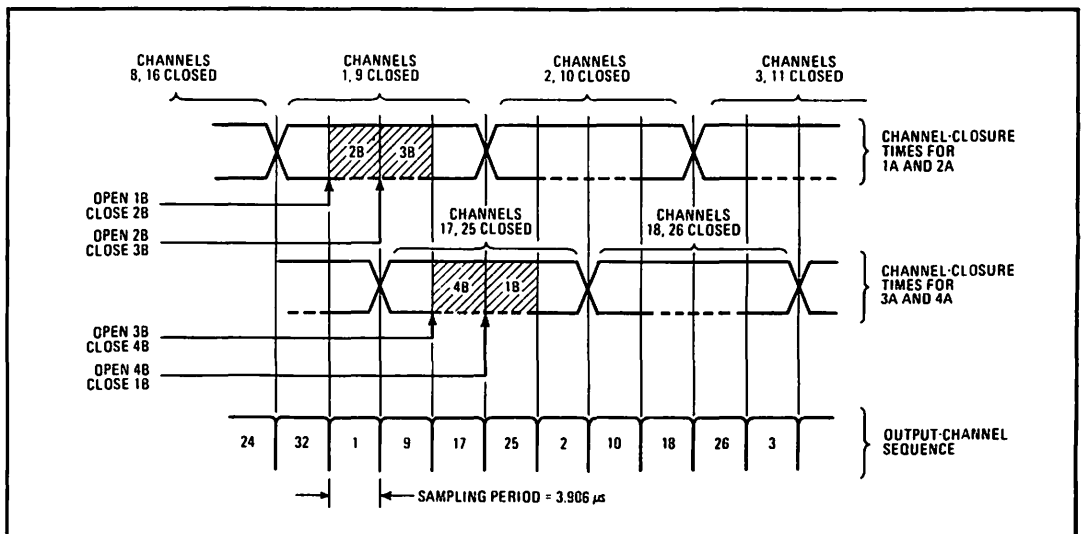 CHANNELS
8, 16 CLOSED
CHANNELS
1, 9 CLOSED
CHANNELS
2, 10 CLOSED
CHANNELS
3, 11 CLOSED
2B
3B
CHANNEL-CLOSURE
TIMES FOR
1A AND 2A
OPEN 1B
CLOSE 2B
OPEN 2B
CLOSE 3B
CHANNELS
17, 25 CLOSED
CHANNELS
18, 26 CLOSED
4B
1B
CHANNEL-CLOSURE
TIMES FOR
3A AND 4A
OPEN 3B
CLOSE 4B
OPEN 4B
CLOSE 1B
24 32 1 9 17 25 2 10 18 26 3
OUTPUT-CHANNEL
SEQUENCE
SAMPLING PERIOD = 3.906 μs